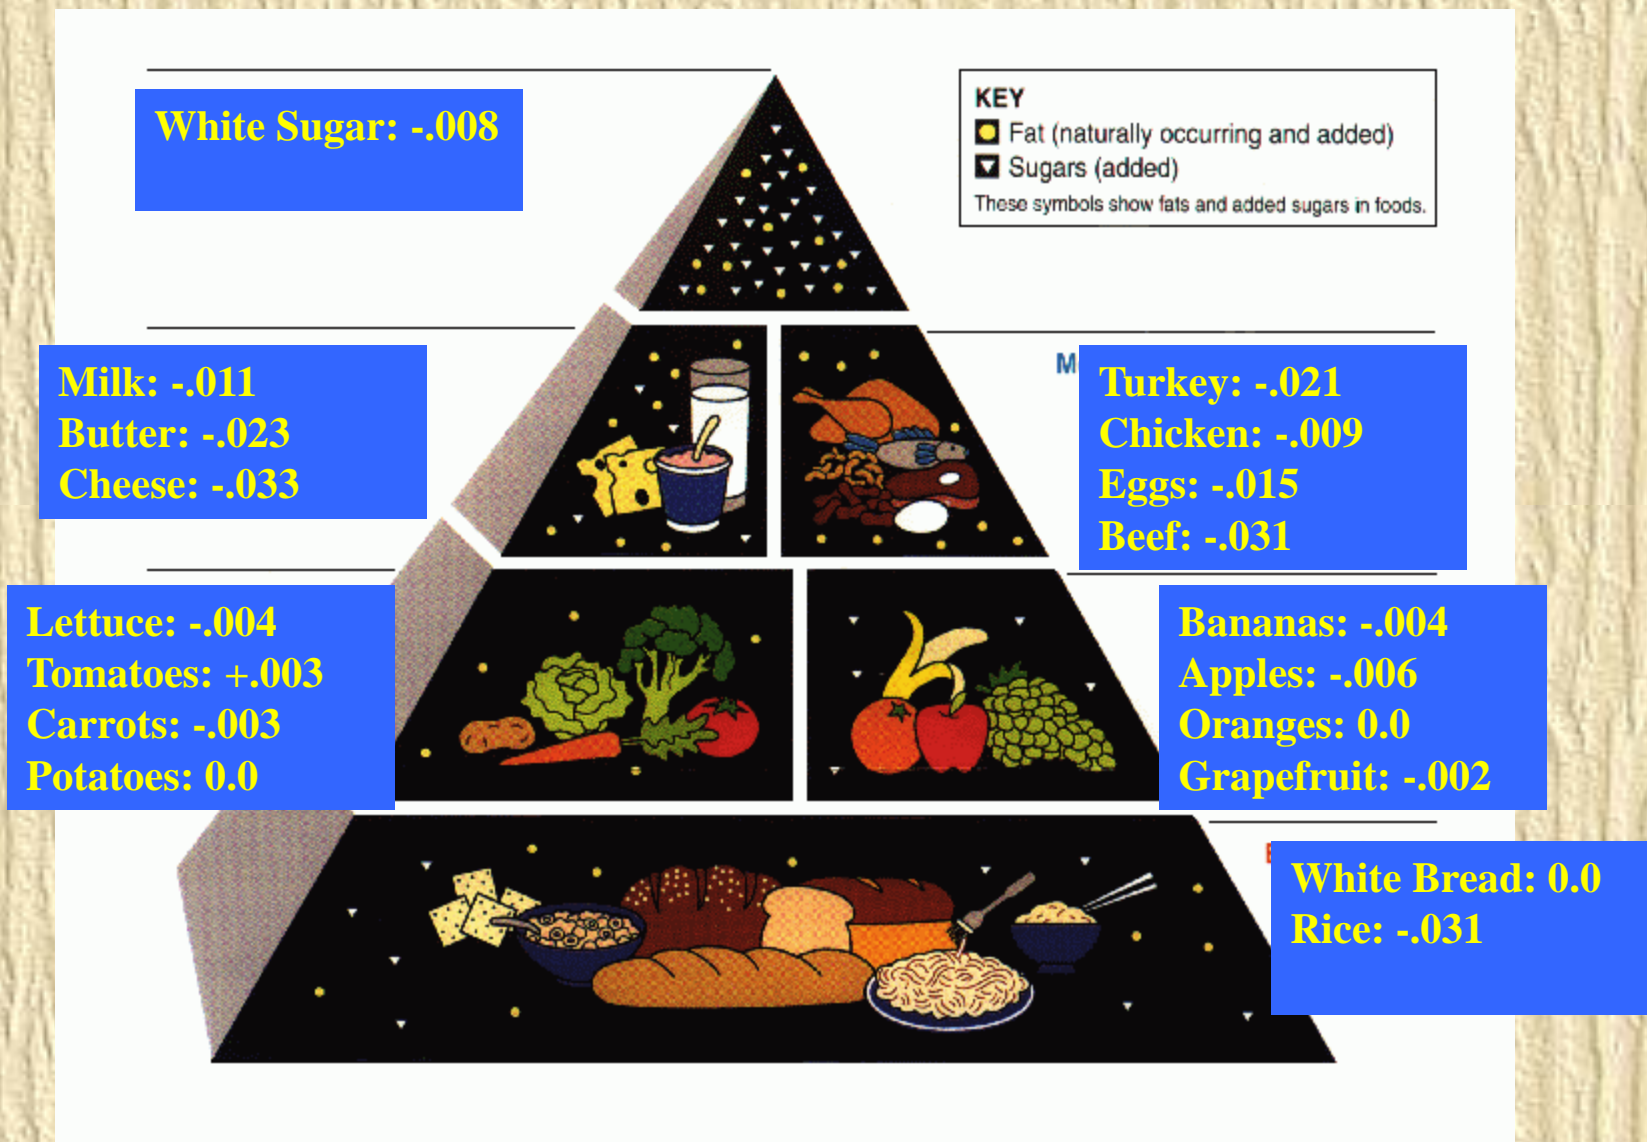 White Sugar: -.008
KEY
Fat (naturally occurring and added)
Sugars (added)
These symbols show fats and added sugars in foods.
Milk: -.011
Butter: -.023
Cheese: -.033
M
Turkey: -.021
Chicken: -.009
Eggs: -.015
Beef: -.031
Lettuce: -.004
Tomatoes: +.003
Carrots: -.003
Potatoes: 0.0
Bananas: -.004
Apples: -.006
Oranges: 0.0
Grapefruit: -.002
White Bread: 0.0
Rice: -.031